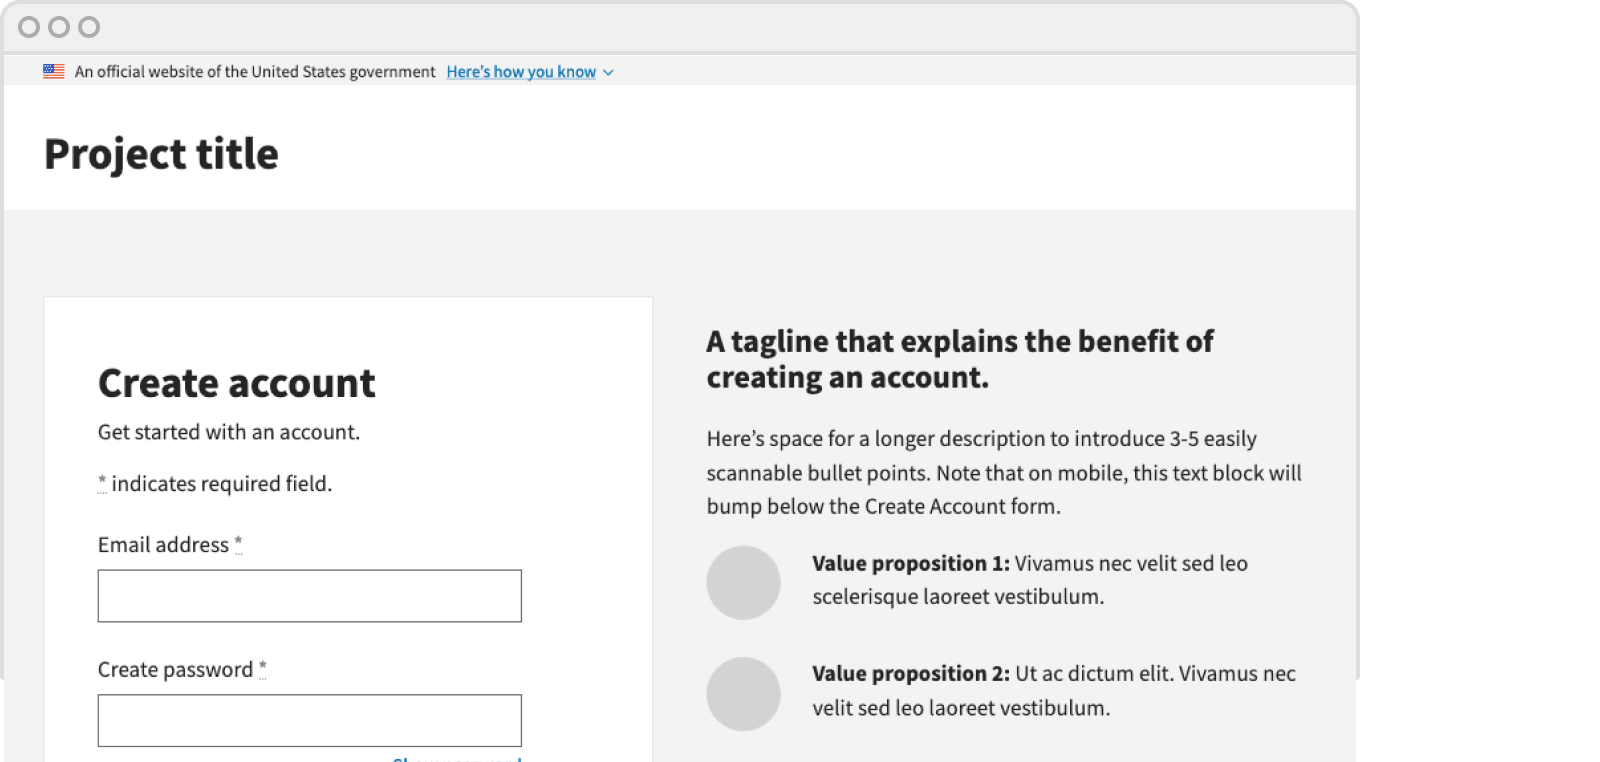 An official website of the United States government Here's how you know
Project title
Create account
Get started with an account.
* indicates required field.
Email address *
Create password *
Show password
A tagline that explains the benefit of
creating an account.
Here’s space for a longer description to introduce 3-5 easily
scannable bullet points. Note that on mobile, this text block will
bump below the Create Account form.
Value proposition 1: Vivamus nec velit sed leo
scelerisque laoreet vestibulum.
Value proposition 2: Ut ac dictum elit. Vivamus nec
velit sed leo laoreet vestibulum.